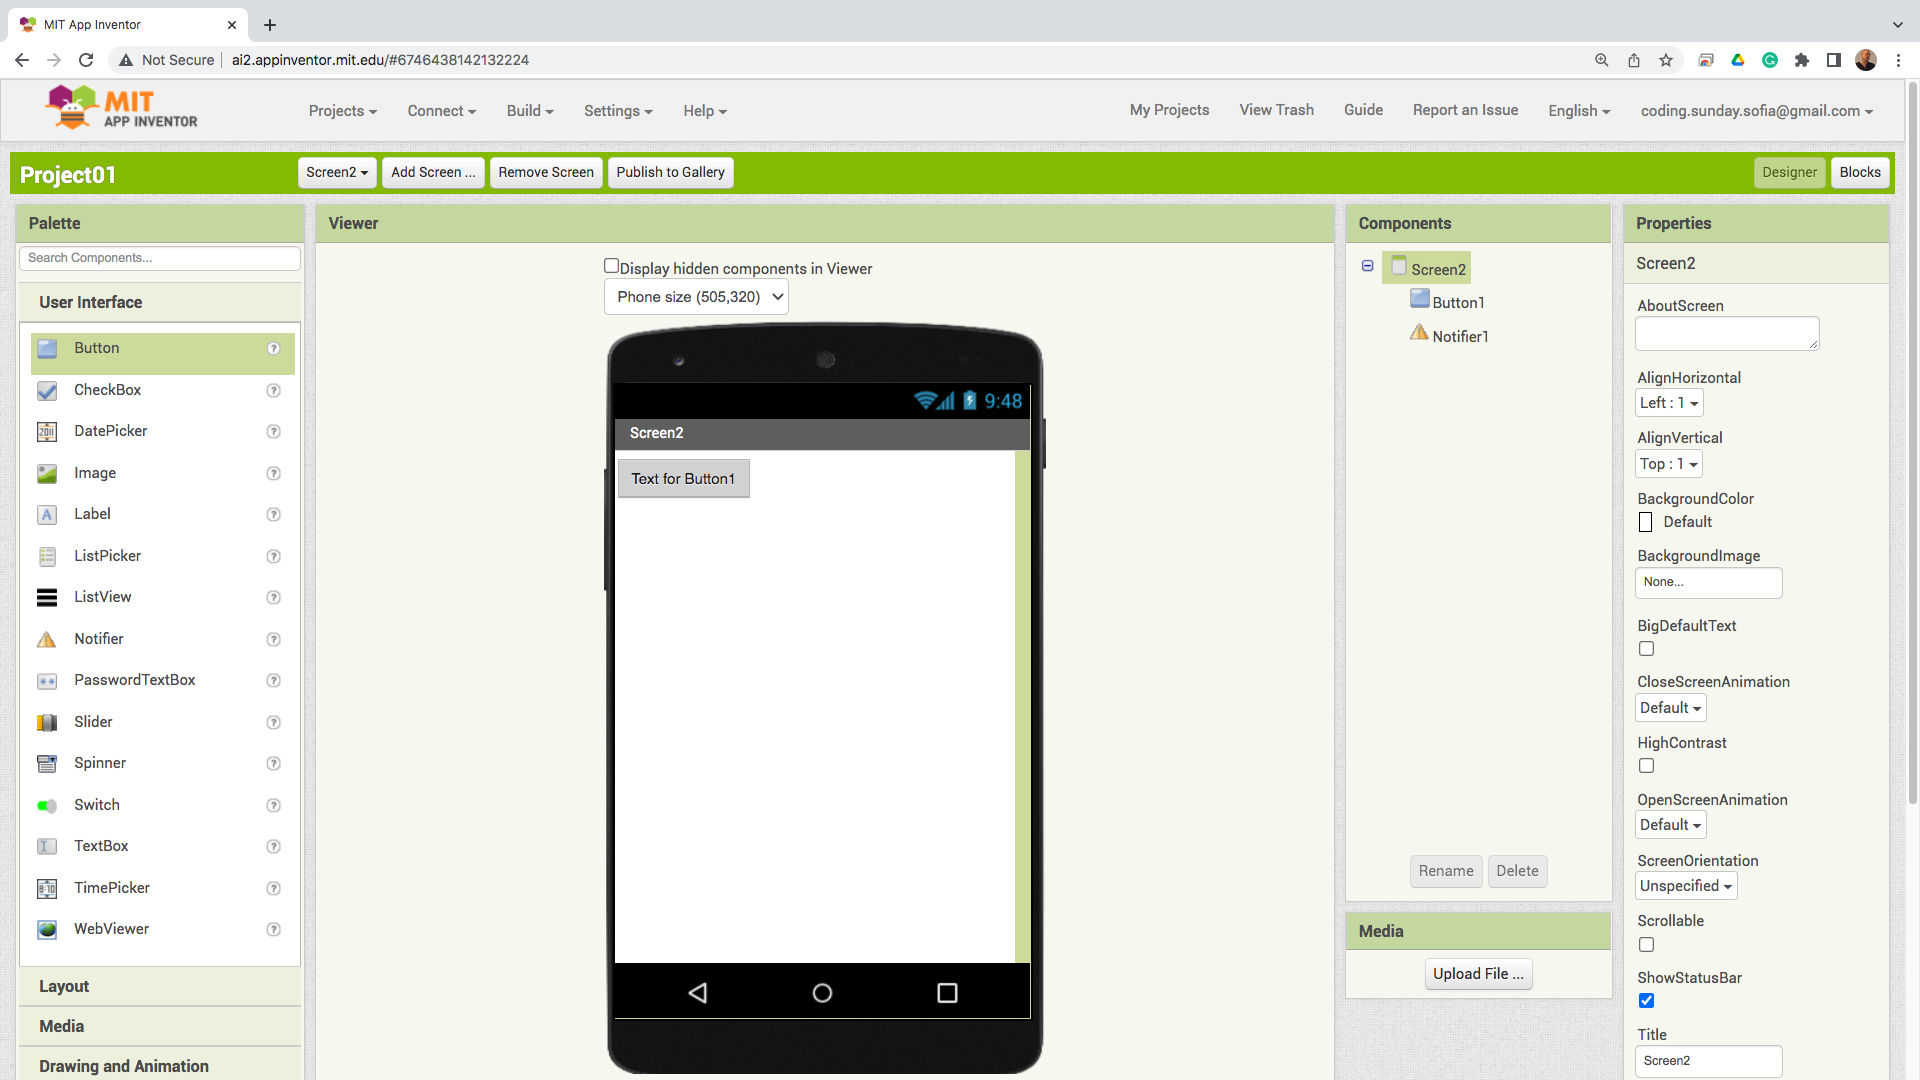 MIT App Inventor
Not Secure
ai2.appinventor.mit.edu/#6746438142132224
MIT
APP INVENTOR
Projects
Connect
Build
Settings
Help
My Projects
View Trash
Guide
Report an Issue
English
coding.sunday.sofia@gmail.com
Project01
Screen2
Add Screen ...
Remove Screen
Publish to Gallery
Designer
Blocks
Palette
Search Components...
User Interface
Button
CheckBox
DatePicker
Image
Label
ListPicker
ListView
Notifier
PasswordTextBox
Slider
Spinner
Switch
TextBox
TimePicker
WebViewer
Layout
Media
Drawing and Animation
Viewer
Display hidden components in Viewer
Phone size (505,320)
9:48
Screen2
Text for Button1
Components
Screen2
Button1
Notifier1
Rename
Delete
Media
Upload File ...
Properties
Screen2
AboutScreen
AlignHorizontal
Left : 1
AlignVertical
Top : 1
BackgroundColor
Default
BackgroundImage
None...
BigDefaultText
CloseScreenAnimation
Default
HighContrast
OpenScreenAnimation
Default
ScreenOrientation
Unspecified
Scrollable
ShowStatusBar
Title
Screen2